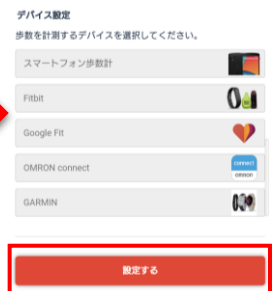 デバイス設定
歩数を計測するデバイスを選択してください。
スマートフォン歩数計
Fitbit
Google Fit
OMRON connect
connect
omron
GARMIN
設定する